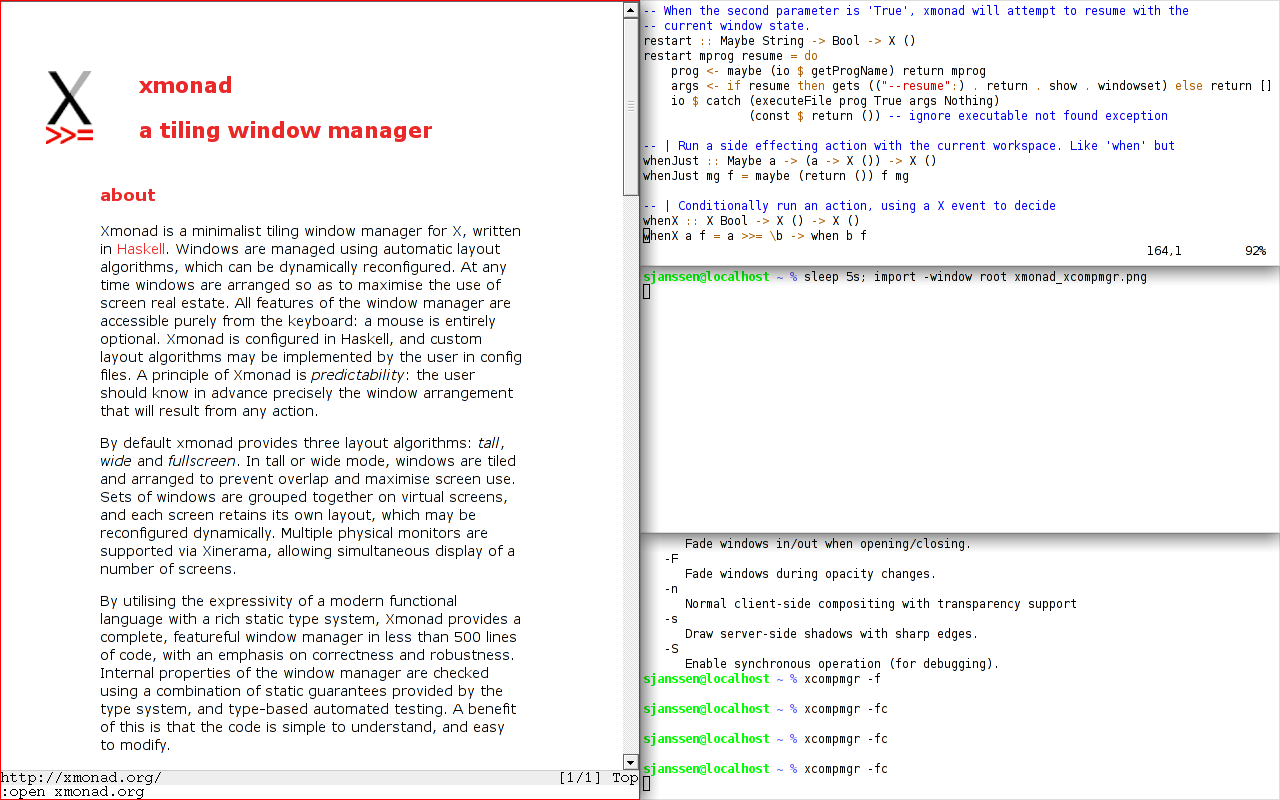 xmonad
a tiling window manager
about
Xmonad is a minimalist tiling window manager for X, written
in Haskell. Windows are managed using automatic layout
algorithms, which can be dynamically reconfigured. At any
time windows are arranged so as to maximise the use of
screen real estate. All features of the window manager are
accessible purely from the keyboard: a mouse is entirely
optional. Xmonad is configured in Haskell, and custom
layout algorithms may be implemented by the user in config
files. A principle of Xmonad is predictability: the user
should know in advance precisely the window arrangement
that will result from any action.
By default xmonad provides three layout algorithms: tall,
wide and fullscreen. In tall or wide mode, windows are tiled
and arranged to prevent overlap and maximise screen use.
Sets of windows are grouped together on virtual screens,
and each screen retains its own layout, which may be
reconfigured dynamically. Multiple physical monitors are
supported via Xinerama, allowing simultaneous display of a
number of screens.
By utilising the expressivity of a modern functional
language with a rich static type system, Xmonad provides a
complete, featureful window manager in less than 500 lines
of code, with an emphasis on correctness and robustness.
Internal properties of the window manager are checked
using a combination of static guarantees provided by the
type system, and type-based automated testing. A benefit
of this is that the code is simple to understand, and easy
to modify.
http://xmonad.org/ [1/1] Top
:open xmonad.org
-- When the second parameter is 'True', xmonad will attempt to resume with the
-- current window state.
restart :: Maybe String -> Bool -> X ()
restart mprog resume = do
    prog <- maybe (io $ getProgName) return mprog
    args <- if resume then gets (("--resume":) . return . show . windowset) else return []
    io $ catch (executeFile prog True args Nothing)
               (const $ return ()) -- ignore executable not found exception
-- | Run a side effecting action with the current workspace. Like 'when' but
whenJust :: Maybe a -> (a -> X ()) -> X ()
whenJust mg f = maybe (return ()) f mg
-- | Conditionally run an action, using a X event to decide
whenX :: X Bool -> X () -> X ()
whenX a f = a >>= \b -> when b f
164,1 92%
sjanssen@localhost ~ % sleep 5s; import -window root xmonad_xcompmgr.png
Fade windows in/out when opening/closing.
-F
Fade windows during opacity changes.
-n
Normal client-side compositing with transparency support
-s
Draw server-side shadows with sharp edges.
-S
Enable synchronous operation (for debugging).
sjanssen@localhost ~ % xcompmgr -f
sjanssen@localhost ~ % xcompmgr -fc
sjanssen@localhost ~ % xcompmgr -fc
sjanssen@localhost ~ % xcompmgr -fc